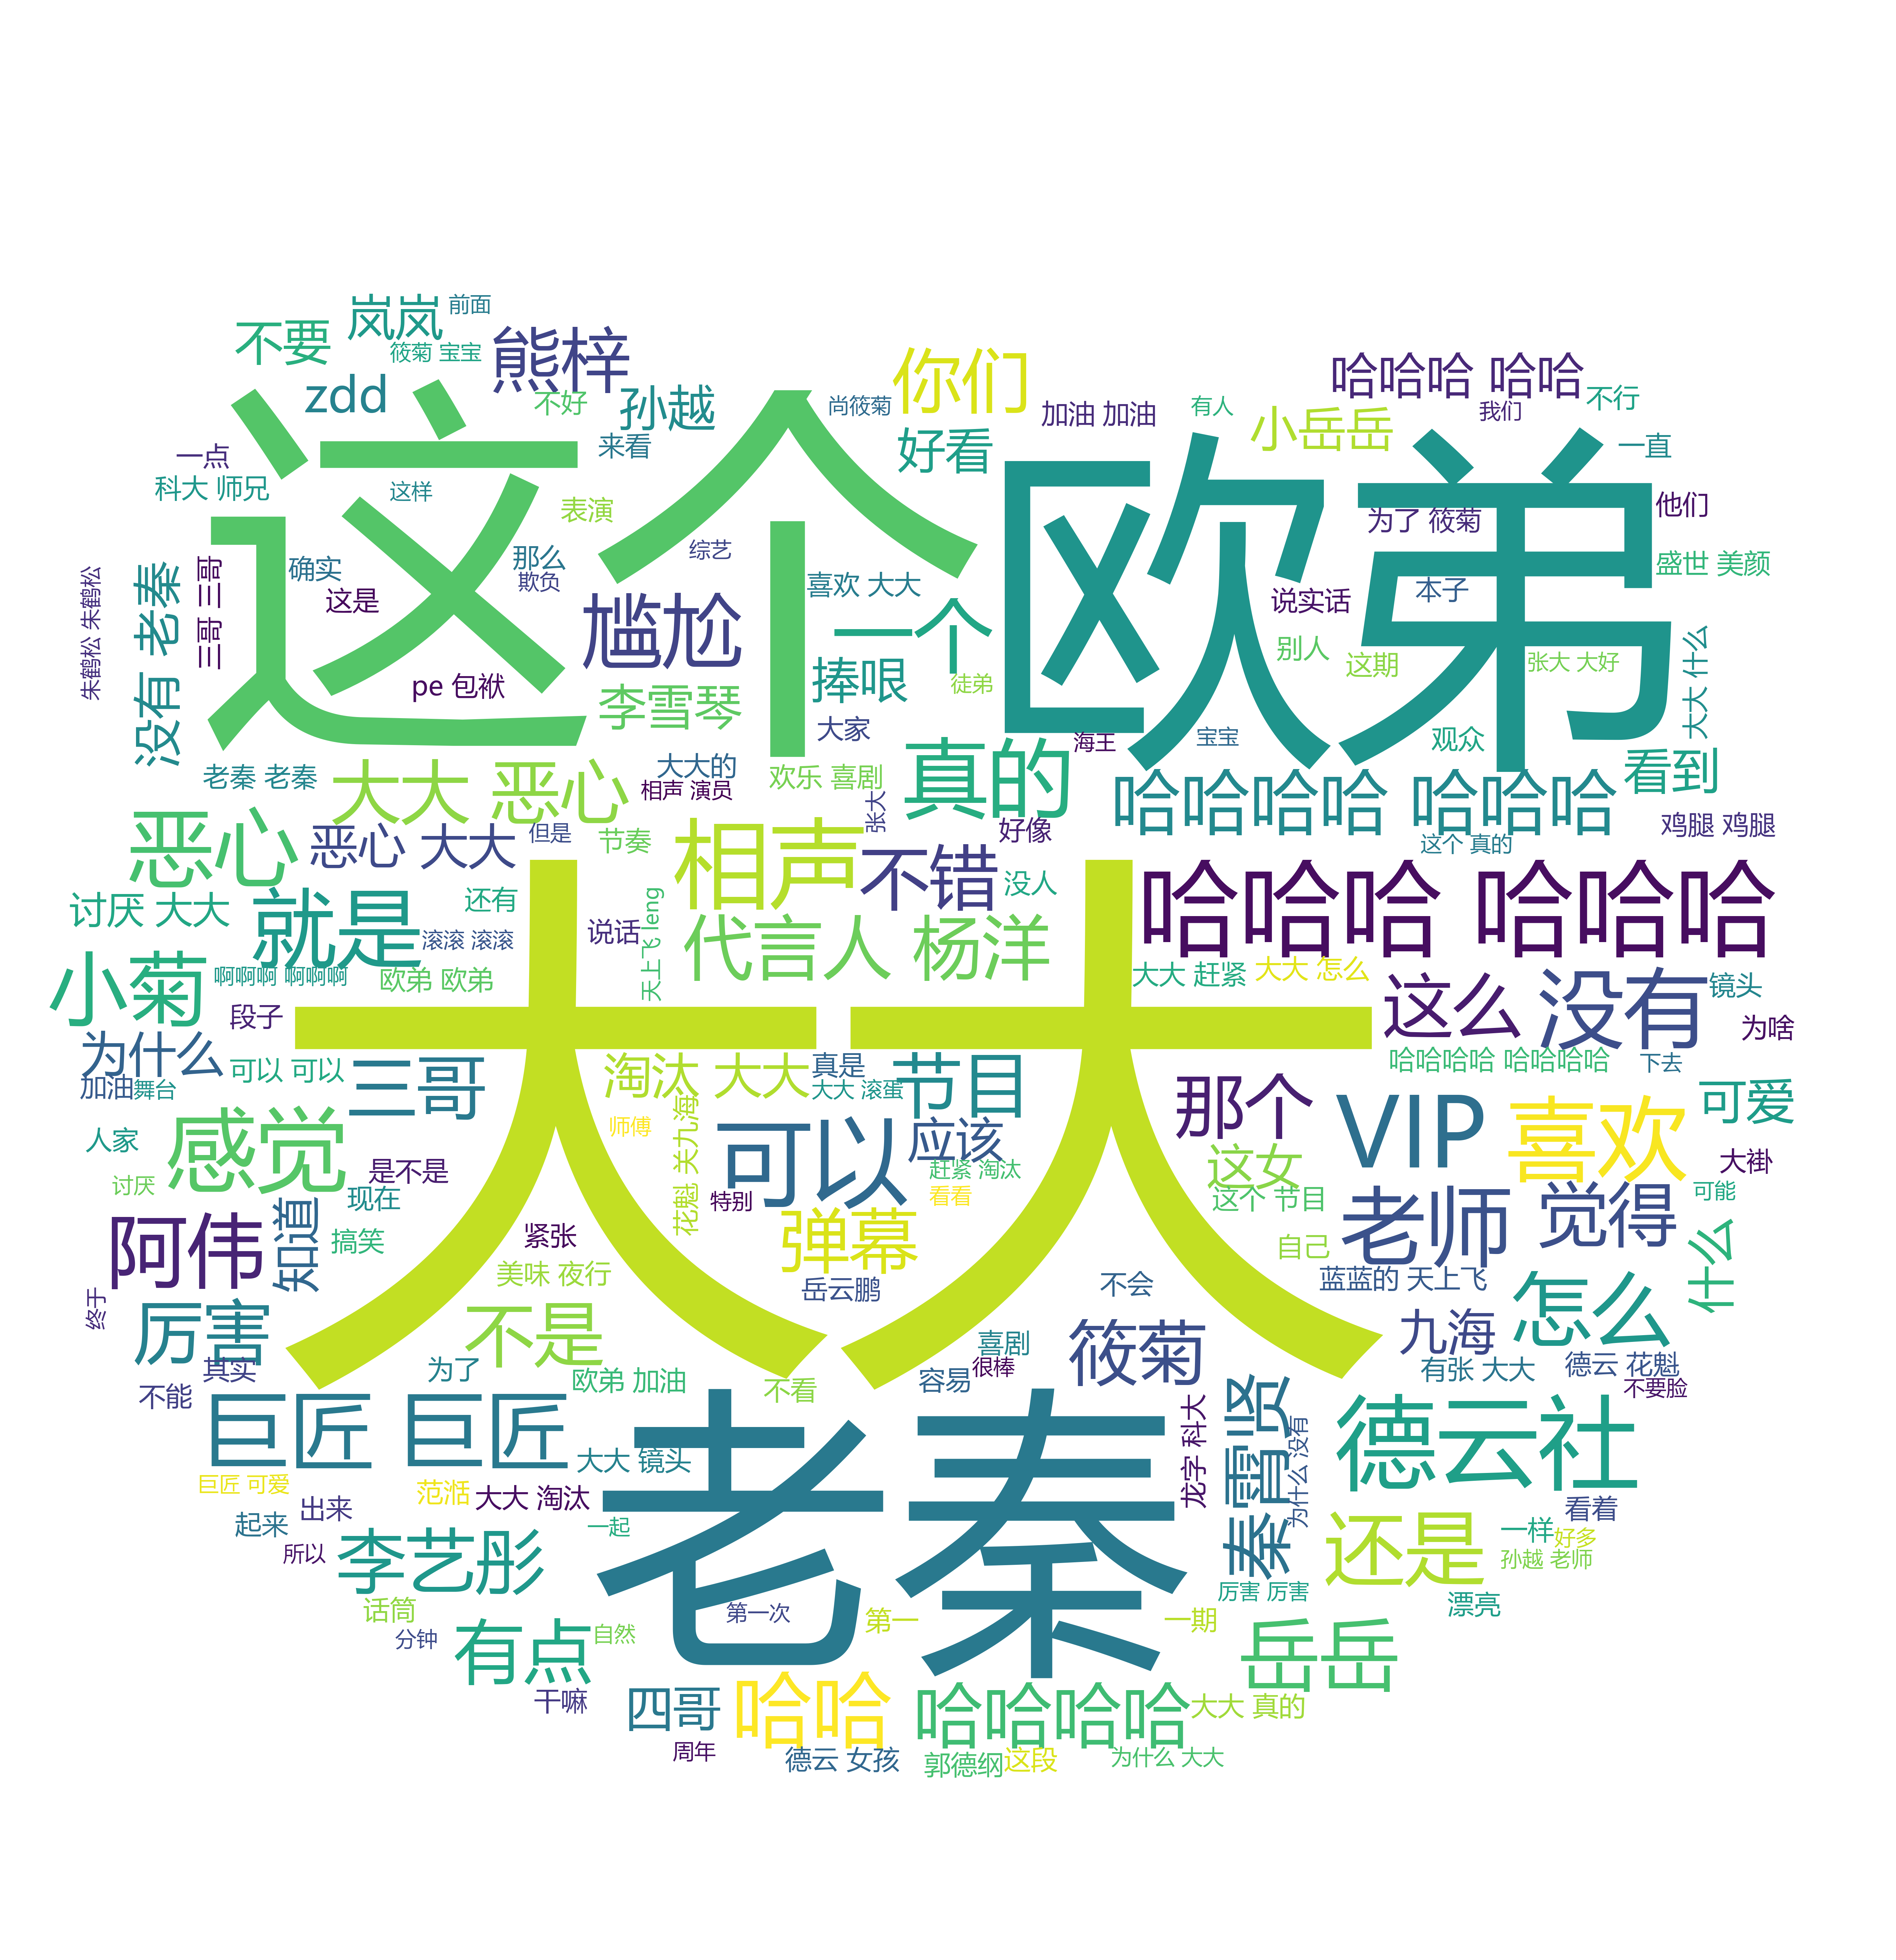 岚岚
前面
不要
筱菊 宝宝
熊梓
zdd
孙越
不好
你们
尚筱菊
加油 加油
有人
哈哈哈 哈哈
小岳岳
我们
不行
好看
来看
一点
一直
科大 师兄
这样
表演
这个
欧弟
为了 筱菊
他们
综艺
那么
欺负
确实
这是
盛世 美颜
三哥 三哥
没有 老秦
朱鹤松 朱鹤松
喜欢 大大
尴尬
一个
说实话
本子
别人
这期
张大 大好
大大 什么
捧哏
徒弟
pe 包袱
李雪琴
大家
海王
宝宝
观众
真的
看到
老秦 老秦
大大 恶心
大大的
欢乐 喜剧
相声 演员
张大
哈哈哈哈 哈哈哈
鸡腿 鸡腿
恶心
恶心 大大
但是
节奏
相声
好像
不错
这个 真的
没人
哈哈哈 哈哈哈
讨厌 大大
就是
还有
滚滚 滚滚
说话
天上飞 leng
代言人 杨洋
大大
小菊
啊啊啊 啊啊啊
欧弟 欧弟
大大 赶紧
大大 怎么
这么
没有
镜头
段子
为啥
为什么
可以 可以
三哥
淘汰 大大
真是
节目
哈哈哈哈 哈哈哈哈
下去
加油
舞台
大大 滚蛋
那个
VIP
喜欢
可爱
人家
感觉
师傅
花魁 关九海
可以
应该
这女
大褂
是不是
赶紧 淘汰
讨厌
现在
特别
看看
这个 节目
老师
觉得
可能
阿伟
知道
搞笑
紧张
弹幕
自己
什么
美味 夜行
岳云鹏
不会
蓝蓝的 天上飞
怎么
终于
厉害
不是
筱菊
九海
其实
为了
喜剧
很棒
有张 大大
德云 花魁
不能
欧弟 加油
不看
容易
不要脸
巨匠 巨匠
老秦
龙字 科大
秦霄贤
为什么 没有
德云社
大大 镜头
巨匠 可爱
范湉
大大 淘汰
出来
看着
起来
一起
一样
好多
所以
李艺彤
还是
孙越 老师
厉害 厉害
话筒
第一次
第一
一期
漂亮
分钟
有点
自然
岳岳
干嘛
四哥
哈哈
哈哈哈哈
大大 真的
周年
德云 女孩
郭德纲
这段
为什么 大大